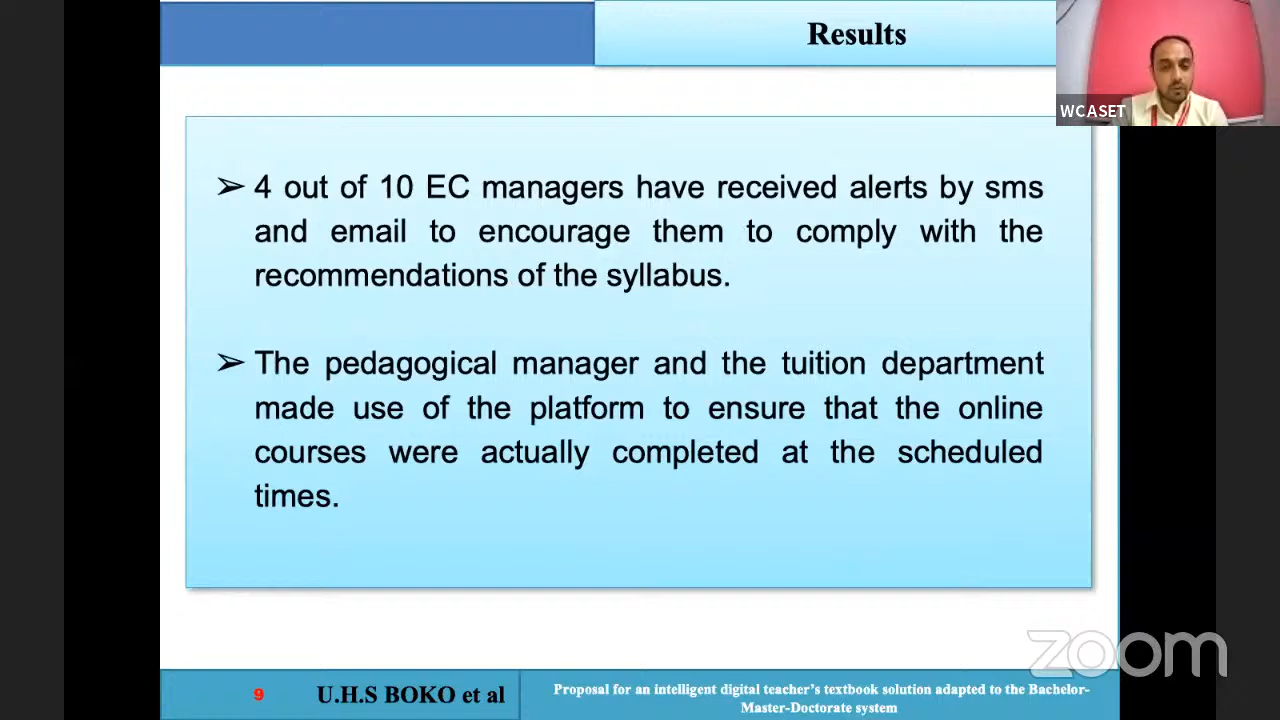 Results
WCASET
➢ 4 out of 10 EC managers have received alerts by sms
and email to encourage them to comply with the
recommendations of the syllabus.
➢ The pedagogical manager and the tuition department
made use of the platform to ensure that the online
courses were actually completed at the scheduled
times.
zoom
9 U.H.S BOKO et al
Proposal for an intelligent digital teacher’s textbook solution adapted to the Bachelor-
Master-Doctorate system